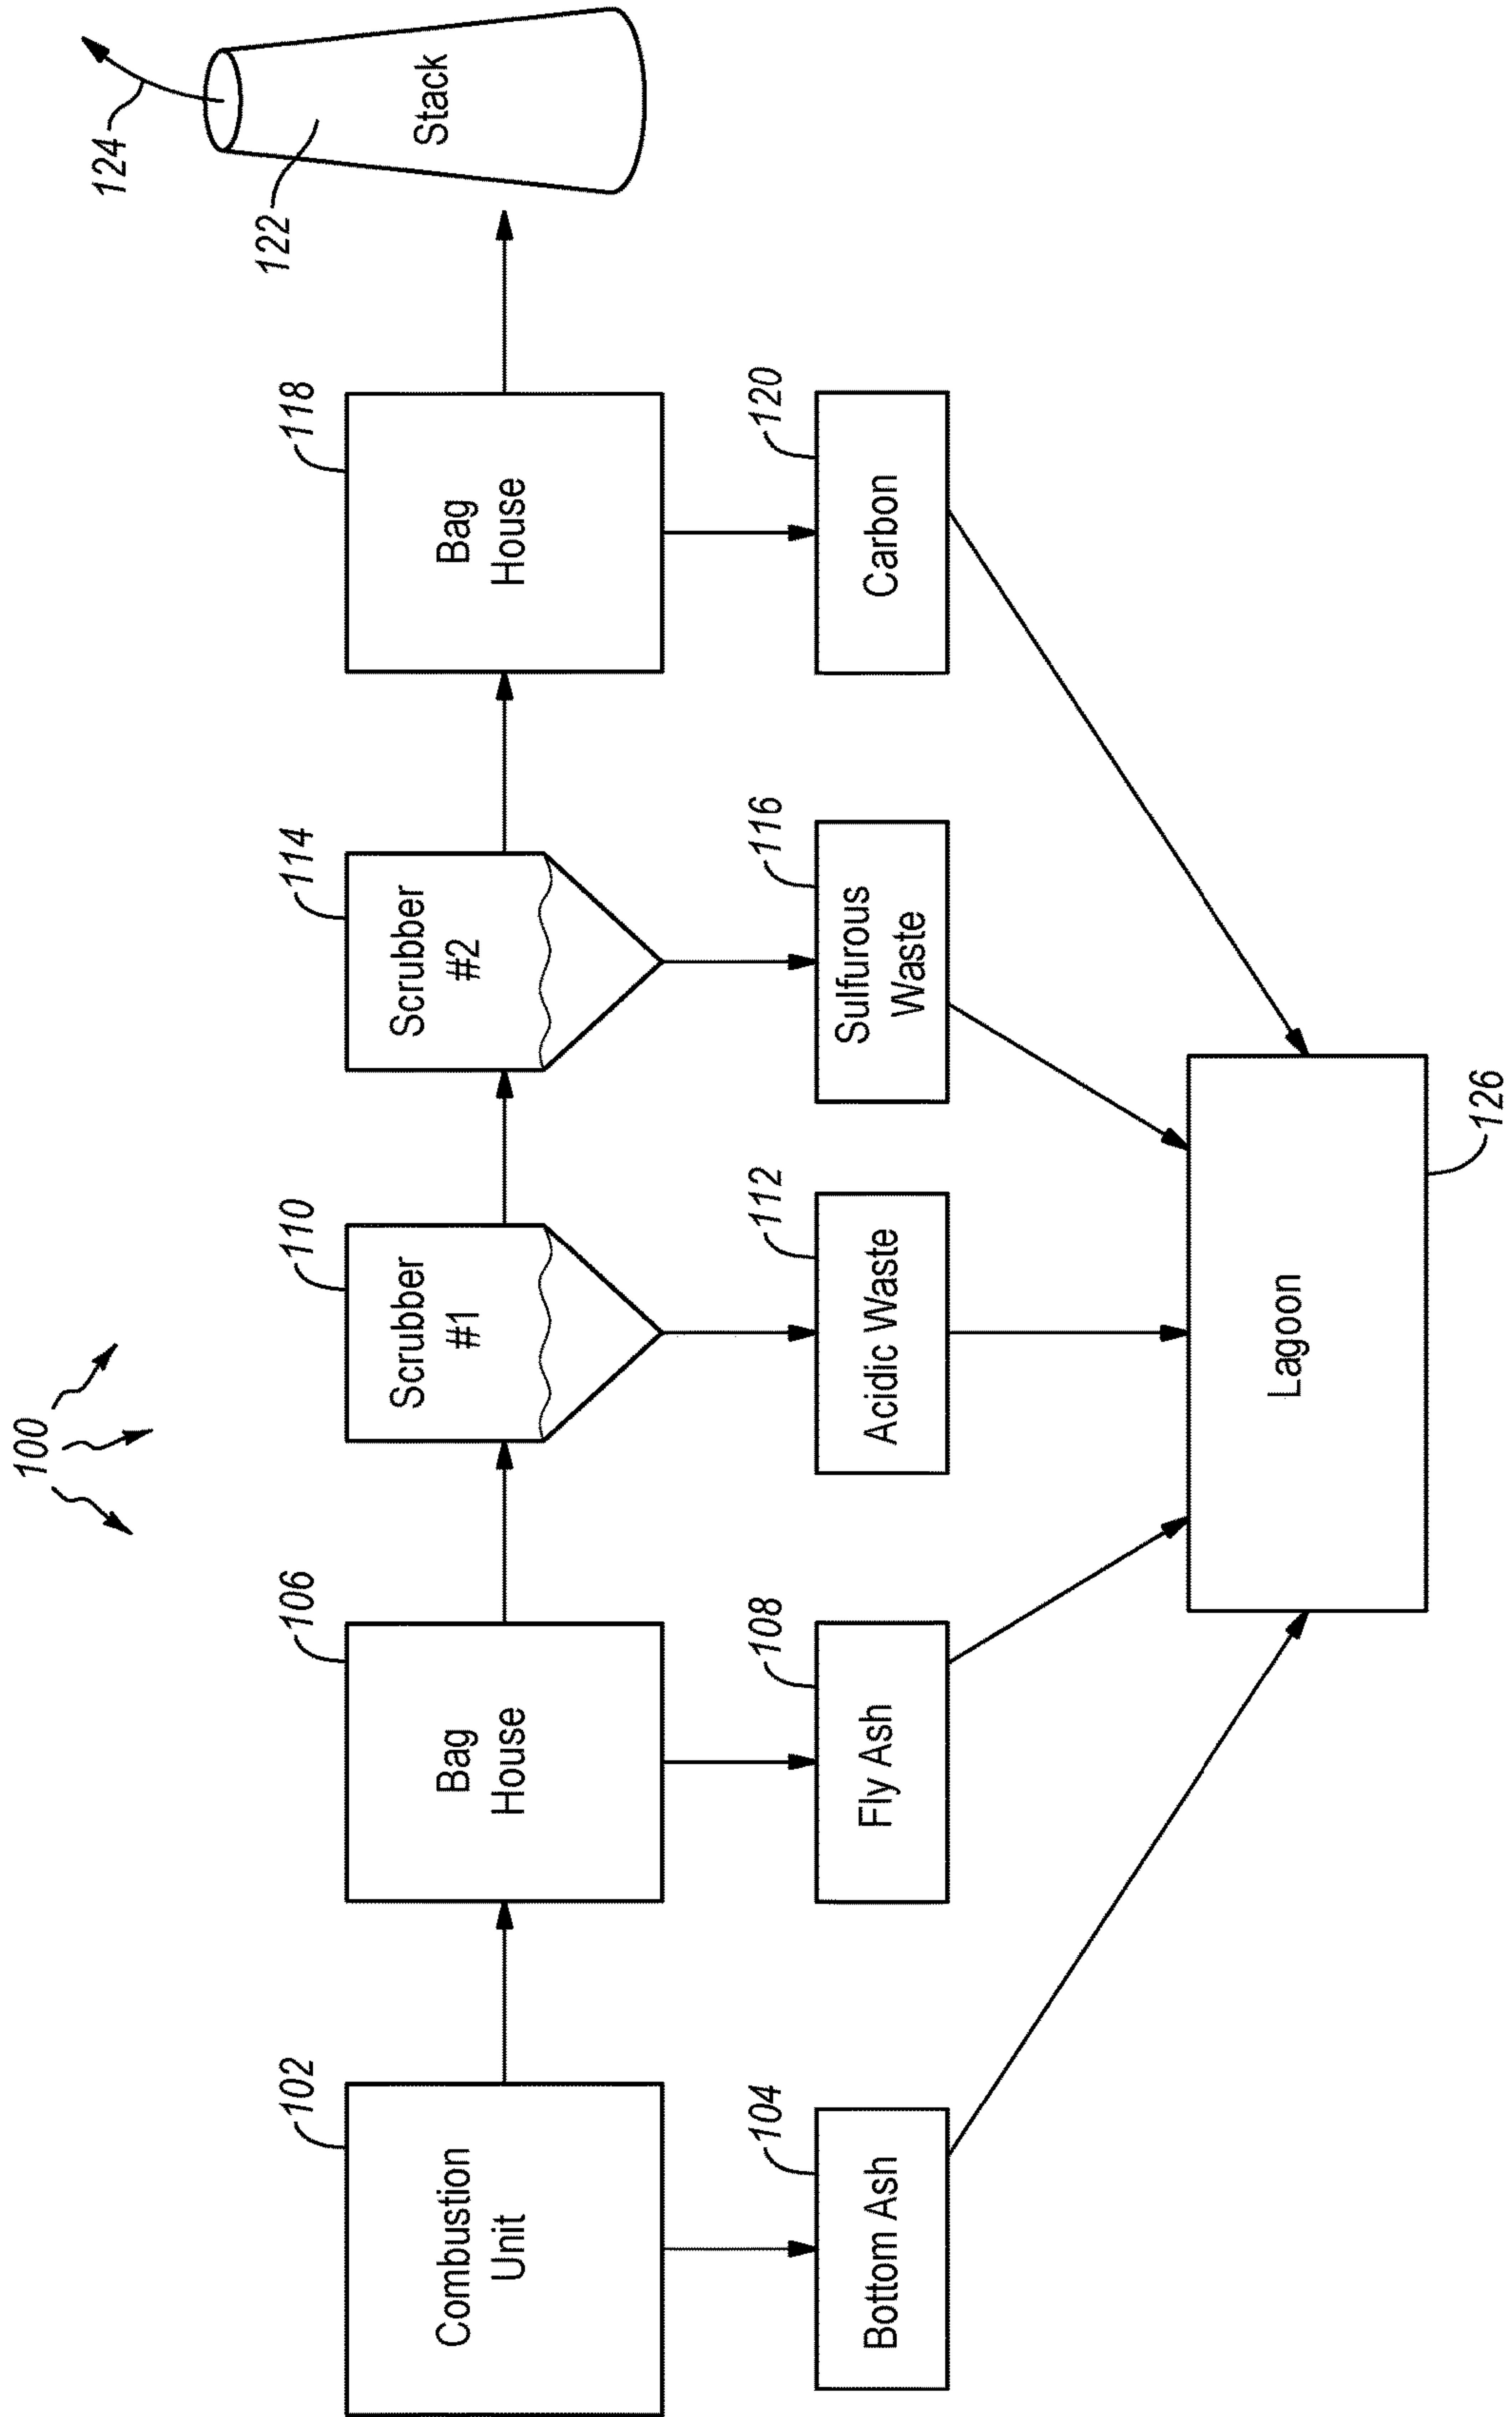 100
124
122
Stack
102
Combustion
Unit
106
Bag
House
110
Scrubber
#1
114
Scrubber
#2
118
Bag
House
104
Bottom Ash
108
Fly Ash
112
Acidic Waste
116
Sulfurous
Waste
120
Carbon
Lagoon
126